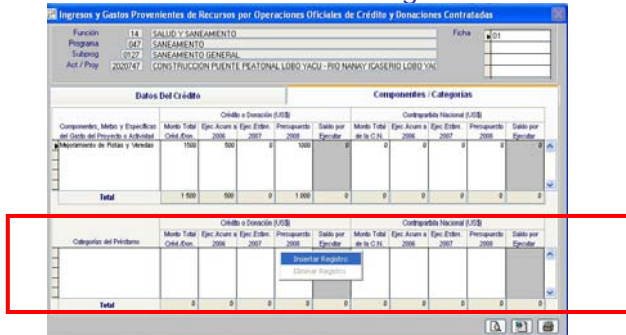 Ingresos y Gastos Provenientes de Recursos por Operaciones Oficiales de Crédito y Donaciones Contratadas
Función 14 SALUD Y SANEAMIENTO Ficha 01
Programa 047 SANEAMIENTO
Subprog 0127 SANEAMIENTO GENERAL
Act / Proy 2020747 CONSTRUCCION PUENTE PEATONAL LOBO YACU - RIO NANAY (CASERIO LOBO YAC
Datos Del Crédito Componentes / Categorías
Crédito o Donación (US$) Contrapartida Nacional (US$)
Componentes, Metas y Específicas Monto Total Ejec.Acum a Ejec.Estim. Presupuesto Saldo por Monto Total Ejec.Acum a Ejec.Estim. Presupuesto Saldo por
del Gasto del Proyecto o Actividad Créd./Don. 2006 2007 2008 Ejecutar de la C.N. 2006 2007 2008 Ejecutar
Mejoramiento de Pistas y Veredas 1500 500 0 1000 0 0 0 0 0 0
Total 1 500 500 0 1 000 0 0 0 0 0 0
Crédito o Donación (US$) Contrapartida Nacional (US$)
Categorías del Préstamo Monto Total Ejec.Acum a Ejec.Estim. Presupuesto Saldo por Monto Total Ejec.Acum a Ejec.Estim. Presupuesto Saldo por
Créd./Don. 2006 2007 2008 Ejecutar de la C.N. 2006 2007 2008 Ejecutar
Insertar Registro
Eliminar Registro
Total 0 0 0 0 0 0 0 0 0 0